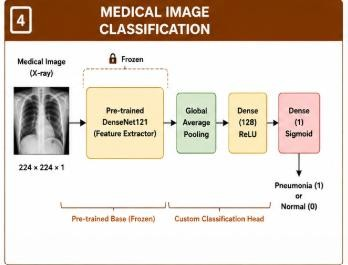 4
MEDICAL IMAGE
CLASSIFICATION
Medical Image
(X-ray)
Frozen
Pre-trained
DenseNet121
(Feature Extractor)
Global
Average
Pooling
Dense
(128)
ReLU
Dense
(1)
Sigmoid
224 × 224 × 1
Pneumonia (1)
or
Normal (0)
Pre-trained Base (Frozen)
Custom Classification Head